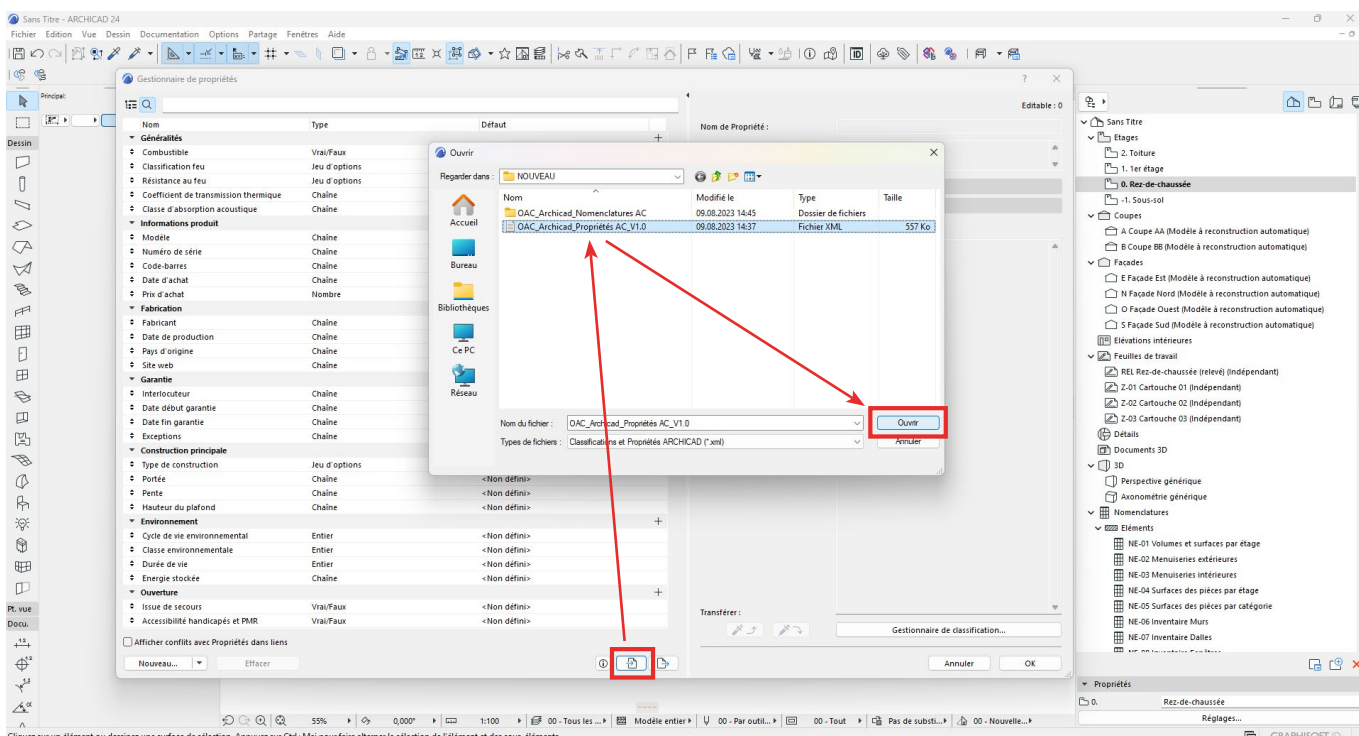 Sans Titre - ARCHICAD 24
Fichier Edition Vue Dessin Documentation Options Partage Fenêtres Aide
Principal:
Dessin
Pt. vue
Docu.
Gestionnaire de propriétés
Editable : 0
Nom Type Défaut
Généralités
Combustible Vrai/Faux
Classification feu Jeu d'options
Résistance au feu Jeu d'options
Coefficient de transmission thermique Chaîne
Classe d'absorption acoustique Chaîne
Informations produit
Modèle Chaîne
Numéro de série Chaîne
Code-barres Chaîne
Date d'achat Chaîne
Prix d'achat Nombre
Fabrication
Fabricant Chaîne
Date de production Chaîne
Pays d'origine Chaîne
Site web Chaîne
Garantie
Interlocuteur Chaîne
Date début garantie Chaîne
Date fin garantie Chaîne
Exceptions Chaîne
Construction principale
Type de construction Jeu d'options
Portée Chaîne <Non défini>
Pente Chaîne <Non défini>
Hauteur du plafond Chaîne <Non défini>
Environnement
Cycle de vie environnemental Entier <Non défini>
Classe environnementale Entier <Non défini>
Durée de vie Entier <Non défini>
Energie stockée Chaîne <Non défini>
Ouverture
Issue de secours Vrai/Faux <Non défini>
Accessibilité handicapés et PMR Vrai/Faux <Non défini>
Afficher conflits avec Propriétés dans liens
Nouveau... Effacer
Nom de Propriété :
Transférer :
Gestionnaire de classification...
Annuler OK
Ouvrir
Regarder dans : NOUVEAU
Accueil
Bureau
Bibliothèques
Ce PC
Réseau
Nom Modifié le Type Taille
OAC_Archicad_Nomenclatures AC 09.08.2023 14:45 Dossier de fichiers
OAC_Archicad_Propriétés AC_V1.0 09.08.2023 14:37 Fichier XML 557 Ko
Nom du fichier : OAC_Archicad_Propriétés AC_V1.0 Ouvrir
Types de fichiers : Classifications et Propriétés ARCHICAD (*.xml) Annuler
Sans Titre
Etages
2. Toiture
1. 1er étage
0. Rez-de-chaussée
-1. Sous-sol
Coupes
A Coupe AA (Modèle à reconstruction automatique)
B Coupe BB (Modèle à reconstruction automatique)
Façades
E Façade Est (Modèle à reconstruction automatique)
N Façade Nord (Modèle à reconstruction automatique)
O Façade Ouest (Modèle à reconstruction automatique)
S Façade Sud (Modèle à reconstruction automatique)
Elévations intérieures
Feuilles de travail
REL Rez-de-chaussée (relevé) (Indépendant)
Z-01 Cartouche 01 (Indépendant)
Z-02 Cartouche 02 (Indépendant)
Z-03 Cartouche 03 (Indépendant)
Détails
Documents 3D
3D
Perspective générique
Axonométrie générique
Nomenclatures
Eléments
NE-01 Volumes et surfaces par étage
NE-02 Menuiseries extérieures
NE-03 Menuiseries intérieures
NE-04 Surfaces des pièces par étage
NE-05 Surfaces des pièces par catégorie
NE-06 Inventaire Murs
NE-07 Inventaire Dalles
Propriétés
0. Rez-de-chaussée
Réglages...
55% 0,000° 1:100 00 - Tous les ... Modèle entier 00 - Par outil... 00 - Tout Pas de substi... 00 - Nouvelle...